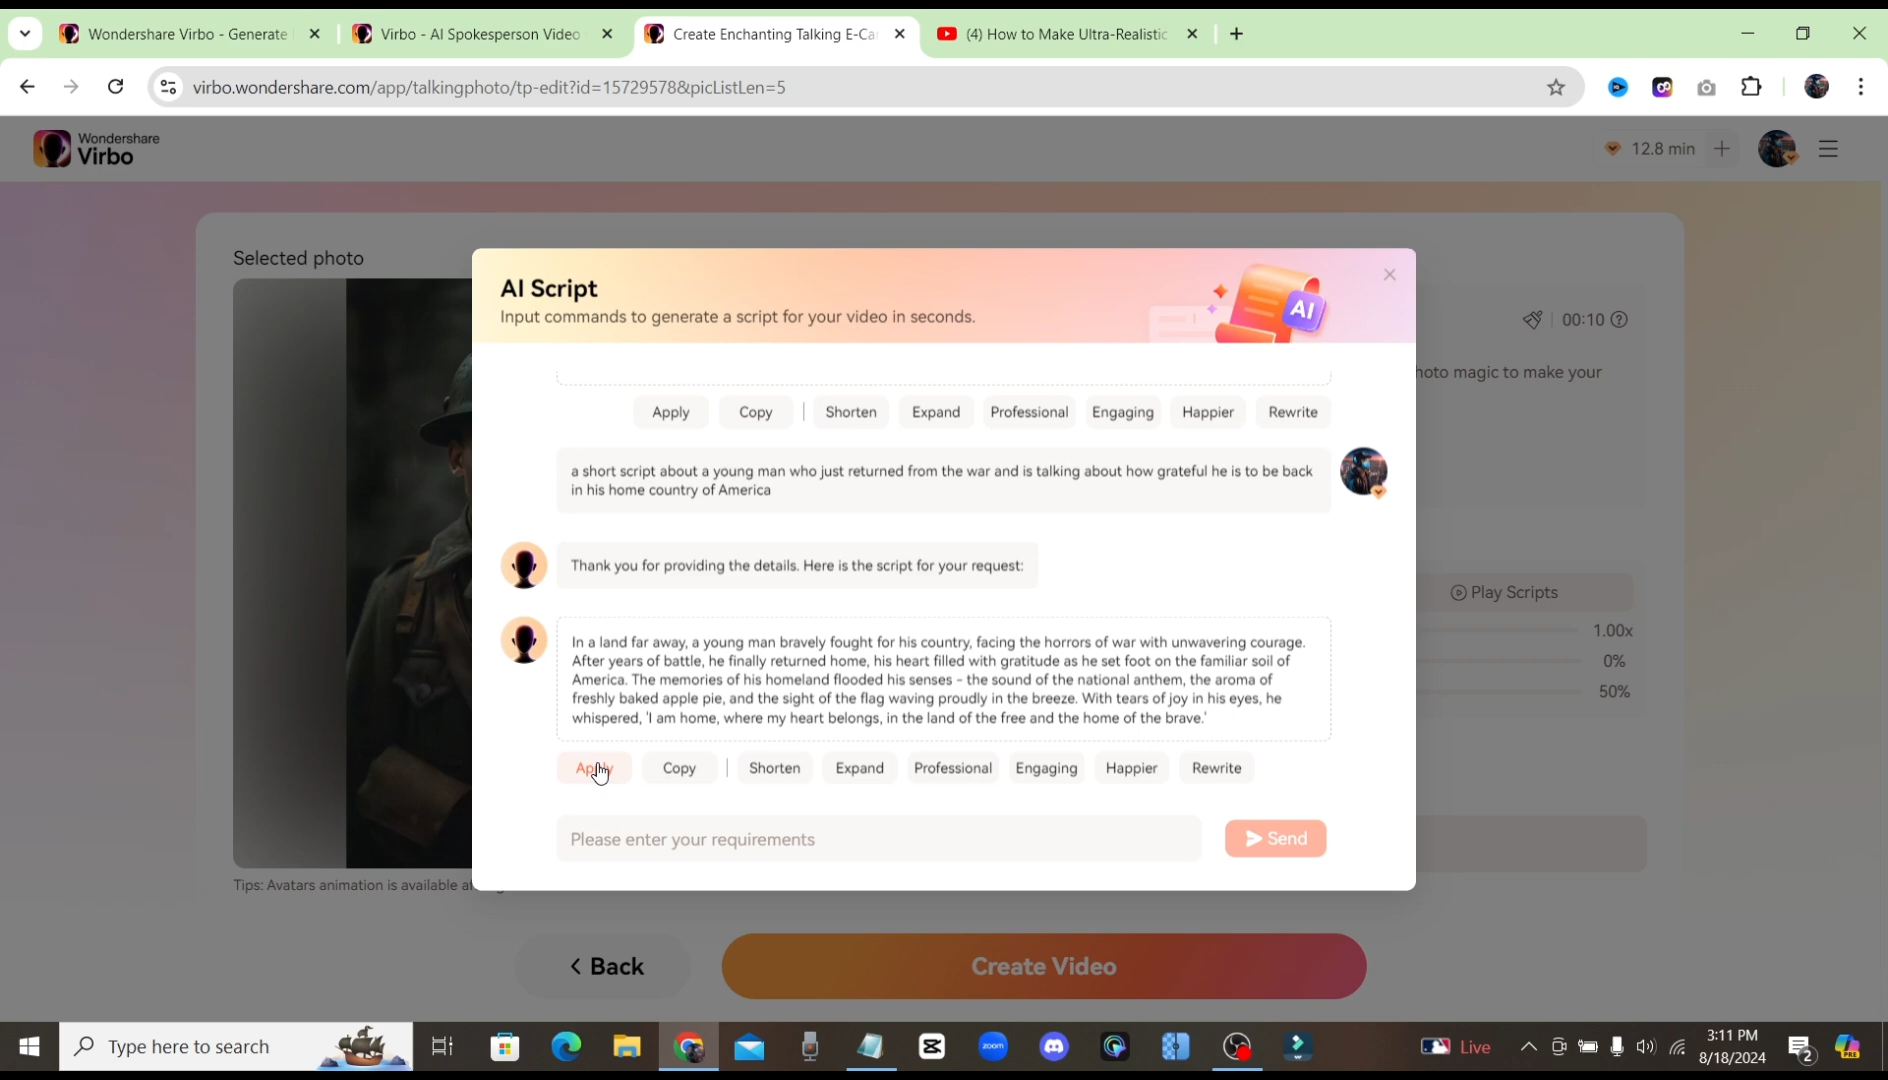 Wondershare Virbo - Generate
Virbo - AI Spokesperson Video
Create Enchanting Talking E-Ca
(4) How to Make Ultra-Realistic
virbo.wondershare.com/app/talkingphoto/tp-edit?id=15729578&picListLen=5
Wondershare
Virbo
12.8 min
Selected photo
AI Script
Input commands to generate a script for your video in seconds.
AI
00:10
hoto magic to make your
Apply Copy Shorten Expand Professional Engaging Happier Rewrite
a short script about a young man who just returned from the war and is talking about how grateful he is to be back
in his home country of America
Thank you for providing the details. Here is the script for your request:
Play Scripts
1.00x
0%
50%
In a land far away, a young man bravely fought for his country, facing the horrors of war with unwavering courage.
After years of battle, he finally returned home, his heart filled with gratitude as he set foot on the familiar soil of
America. The memories of his homeland flooded his senses - the sound of the national anthem, the aroma of
freshly baked apple pie, and the sight of the flag waving proudly in the breeze. With tears of joy in his eyes, he
whispered, 'I am home, where my heart belongs, in the land of the free and the home of the brave.'
Apply Copy Shorten Expand Professional Engaging Happier Rewrite
Please enter your requirements
Send
Tips: Avatars animation is available a
Back
Create Video
Type here to search
zoom
Live
3:11 PM
8/18/2024
2
PRE